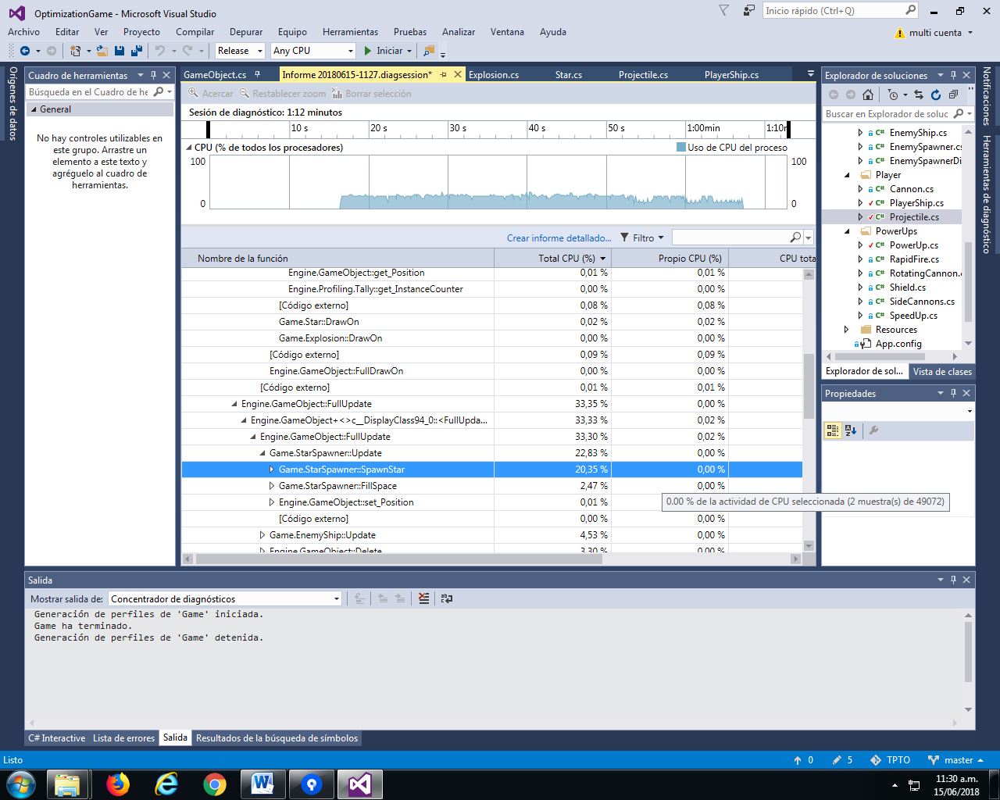 OptimizationGame - Microsoft Visual Studio
Inicio rápido (Ctrl+Q)
Archivo Editar Ver Proyecto Compilar Depurar Equipo Herramientas Pruebas Analizar Ventana Ayuda
multi cuenta
Release Any CPU Iniciar
Orígenes de datos
Cuadro de herramientas
Búsqueda en el Cuadro de he
General
No hay controles utilizables en
este grupo. Arrastre un
elemento a este texto y
agréguelo al cuadro de
herramientas.
GameObject.cs Informe 20180615-1127.diagsession* Explosion.cs Star.cs Projectile.cs PlayerShip.cs
Acercar Restablecer zoom Borrar selección
Sesión de diagnóstico: 1:12 minutos
10 s 20 s 30 s 40 s 50 s 1:00min 1:10m
CPU (% de todos los procesadores) Uso de CPU del proceso
100 100
0 0
Crear informe detallado... Filtro
Nombre de la función Total CPU (%) Propio CPU (%) CPU tota
Engine.GameObject::get_Position 0,01 % 0,01 %
Engine.Profiling.Tally::get_InstanceCounter 0,00 % 0,00 %
[Código externo] 0,08 % 0,08 %
Game.Star::DrawOn 0,02 % 0,02 %
Game.Explosion::DrawOn 0,00 % 0,00 %
[Código externo] 0,09 % 0,09 %
Engine.GameObject::FullDrawOn 0,00 % 0,00 %
[Código externo] 0,01 % 0,01 %
Engine.GameObject::FullUpdate 33,35 % 0,00 %
Engine.GameObject+<>c__DisplayClass94_0::<FullUpda... 33,33 % 0,02 %
Engine.GameObject::FullUpdate 33,30 % 0,02 %
Game.StarSpawner::Update 22,83 % 0,00 %
Game.StarSpawner::SpawnStar 20,35 % 0,00 %
Game.StarSpawner::FillSpace 2,47 % 0,00 %
Engine.GameObject::set_Position 0,01 %
0.00 % de la actividad de CPU seleccionada (2 muestra(s) de 49072)
[Código externo] 0,00 % 0,00 %
Game.EnemyShip::Update 4,53 % 0,00 %
Engine.GameObject::Delete 3,30 % 0,00 %
Explorador de soluciones
Buscar en Explorador de soluc
EnemyShip.cs
EnemySpawner.cs
EnemySpawnerDi
Player
Cannon.cs
PlayerShip.cs
Projectile.cs
PowerUps
PowerUp.cs
RapidFire.cs
RotatingCannon.
Shield.cs
SideCannons.cs
SpeedUp.cs
Resources
App.config
Explorador de sol... Vista de clases
Propiedades
Notificaciones
Herramientas de diagnóstico
Salida
Mostrar salida de: Concentrador de diagnósticos
Generación de perfiles de 'Game' iniciada.
Game ha terminado.
Generación de perfiles de 'Game' detenida.
C# Interactive Lista de errores Salida Resultados de la búsqueda de símbolos
Listo 0 5 TPTO master
11:30 a.m.
15/06/2018